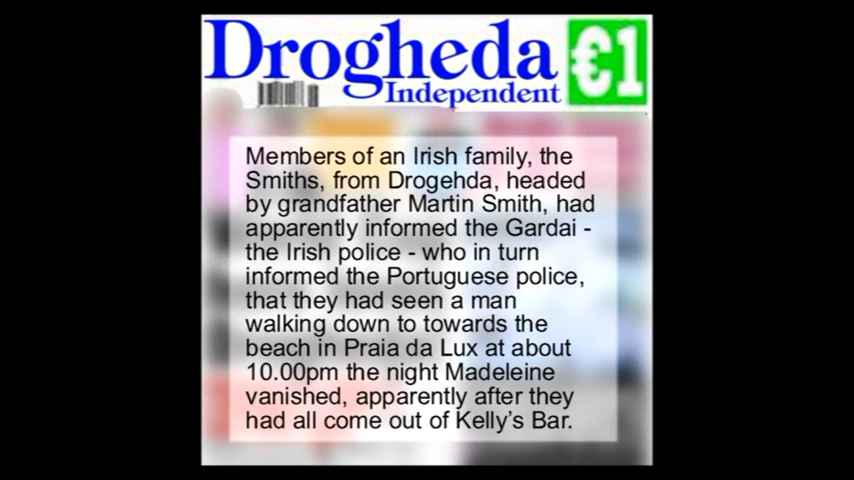 Drogheda
€1
Independent
Members of an Irish family, the
Smiths, from Drogehda, headed
by grandfather Martin Smith, had
apparently informed the Gardai -
the Irish police - who in turn
informed the Portuguese police,
that they had seen a man
walking down to towards the
beach in Praia da Lux at about
10.00pm the night Madeleine
vanished, apparently after they
had all come out of Kelly's Bar.